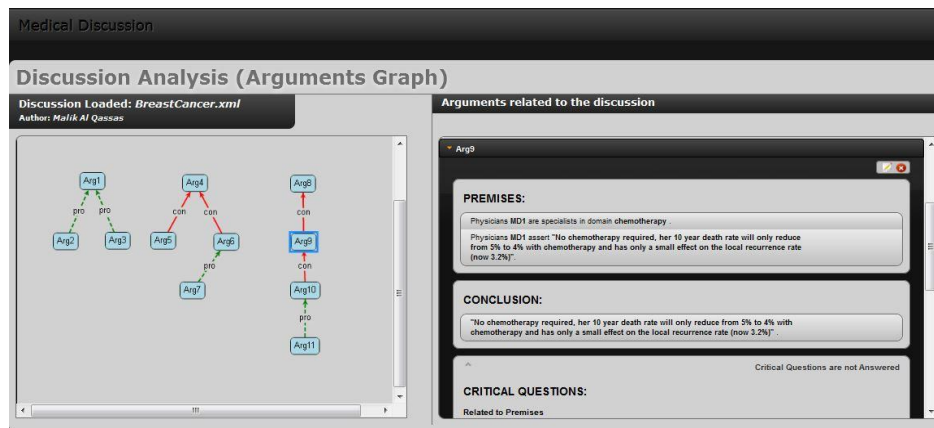 Medical Discussion
Discussion Analysis (Arguments Graph)
Discussion Loaded: BreastCancer.xml
Author: Malik Al Qassas
Arg1
pro pro
Arg2
Arg3
Arg4
con con
Arg5
Arg6
pro
Arg7
Arg8
con
Arg9
con
Arg10
pro
Arg11
Arguments related to the discussion
Arg9
PREMISES:
Physicians MD1 are specialists in domain chemotherapy .
Physicians MD1 assert "No chemotherapy required, her 10 year death rate will only reduce
from 5% to 4% with chemotherapy and has only a small effect on the local recurrence rate
(now 3.2%)".
CONCLUSION:
"No chemotherapy required, her 10 year death rate will only reduce from 5% to 4% with
chemotherapy and has only a small effect on the local recurrence rate (now 3.2%)" .
Critical Questions are not Answered
CRITICAL QUESTIONS:
Related to Premises